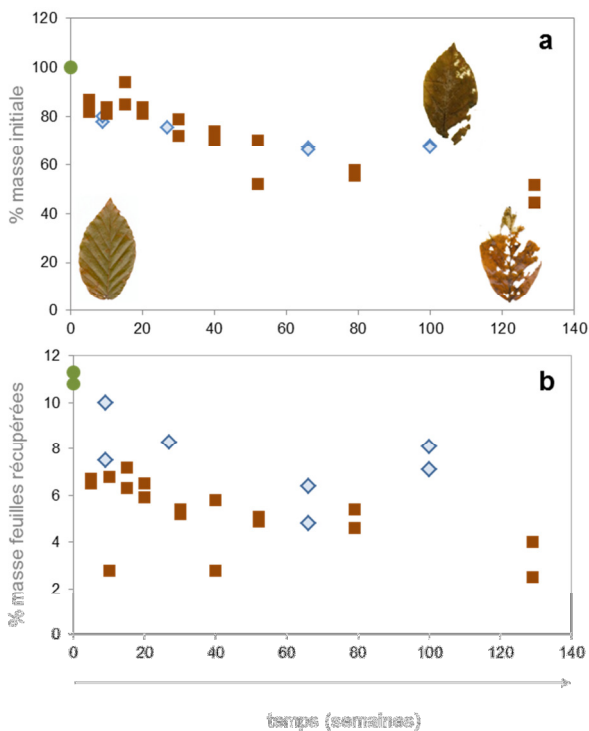 a
% masse initiale
120
100
80
60
40
20
0
0 20 40 60 80 100 120 140
b
% masse feuilles récupérées
12
10
8
6
4
2
0
0 20 40 60 80 100 120 140
temps (semaines)